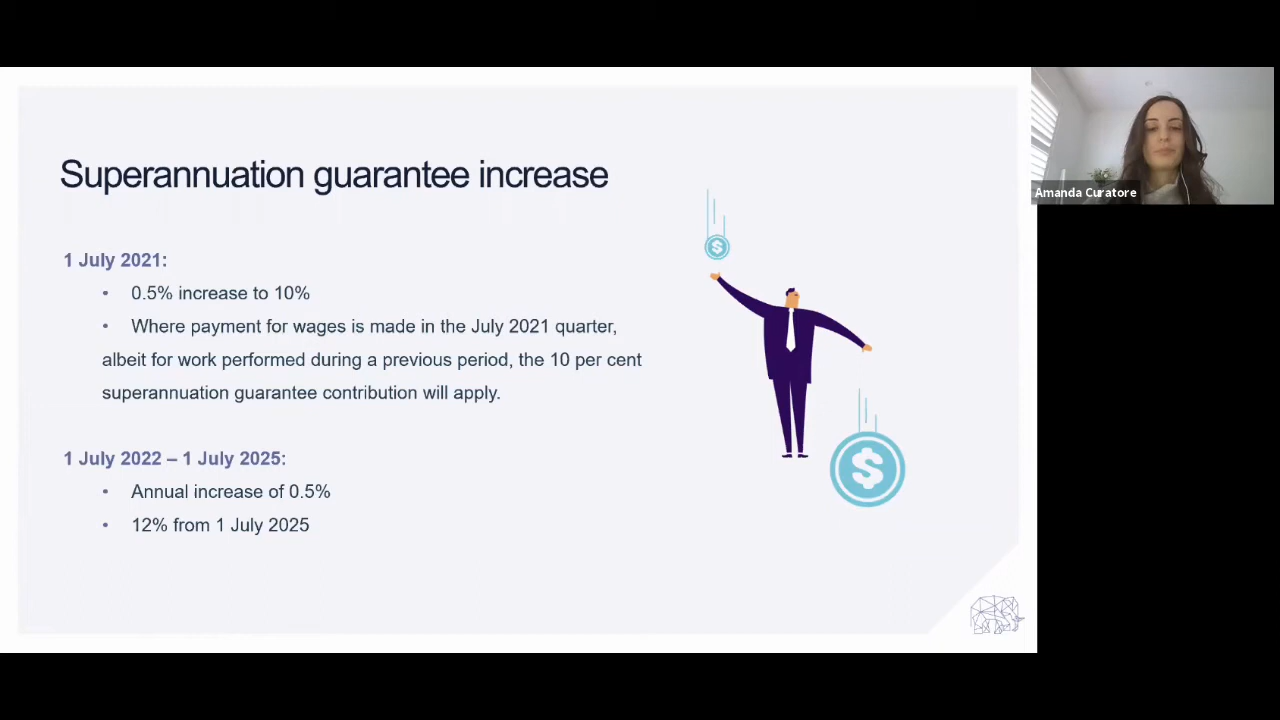 Superannuation guarantee increase
Amanda Curatore
1 July 2021:
• 0.5% increase to 10%
• Where payment for wages is made in the July 2021 quarter,
albeit for work performed during a previous period, the 10 per cent
superannuation guarantee contribution will apply.
1 July 2022 – 1 July 2025:
• Annual increase of 0.5%
• 12% from 1 July 2025
$
$